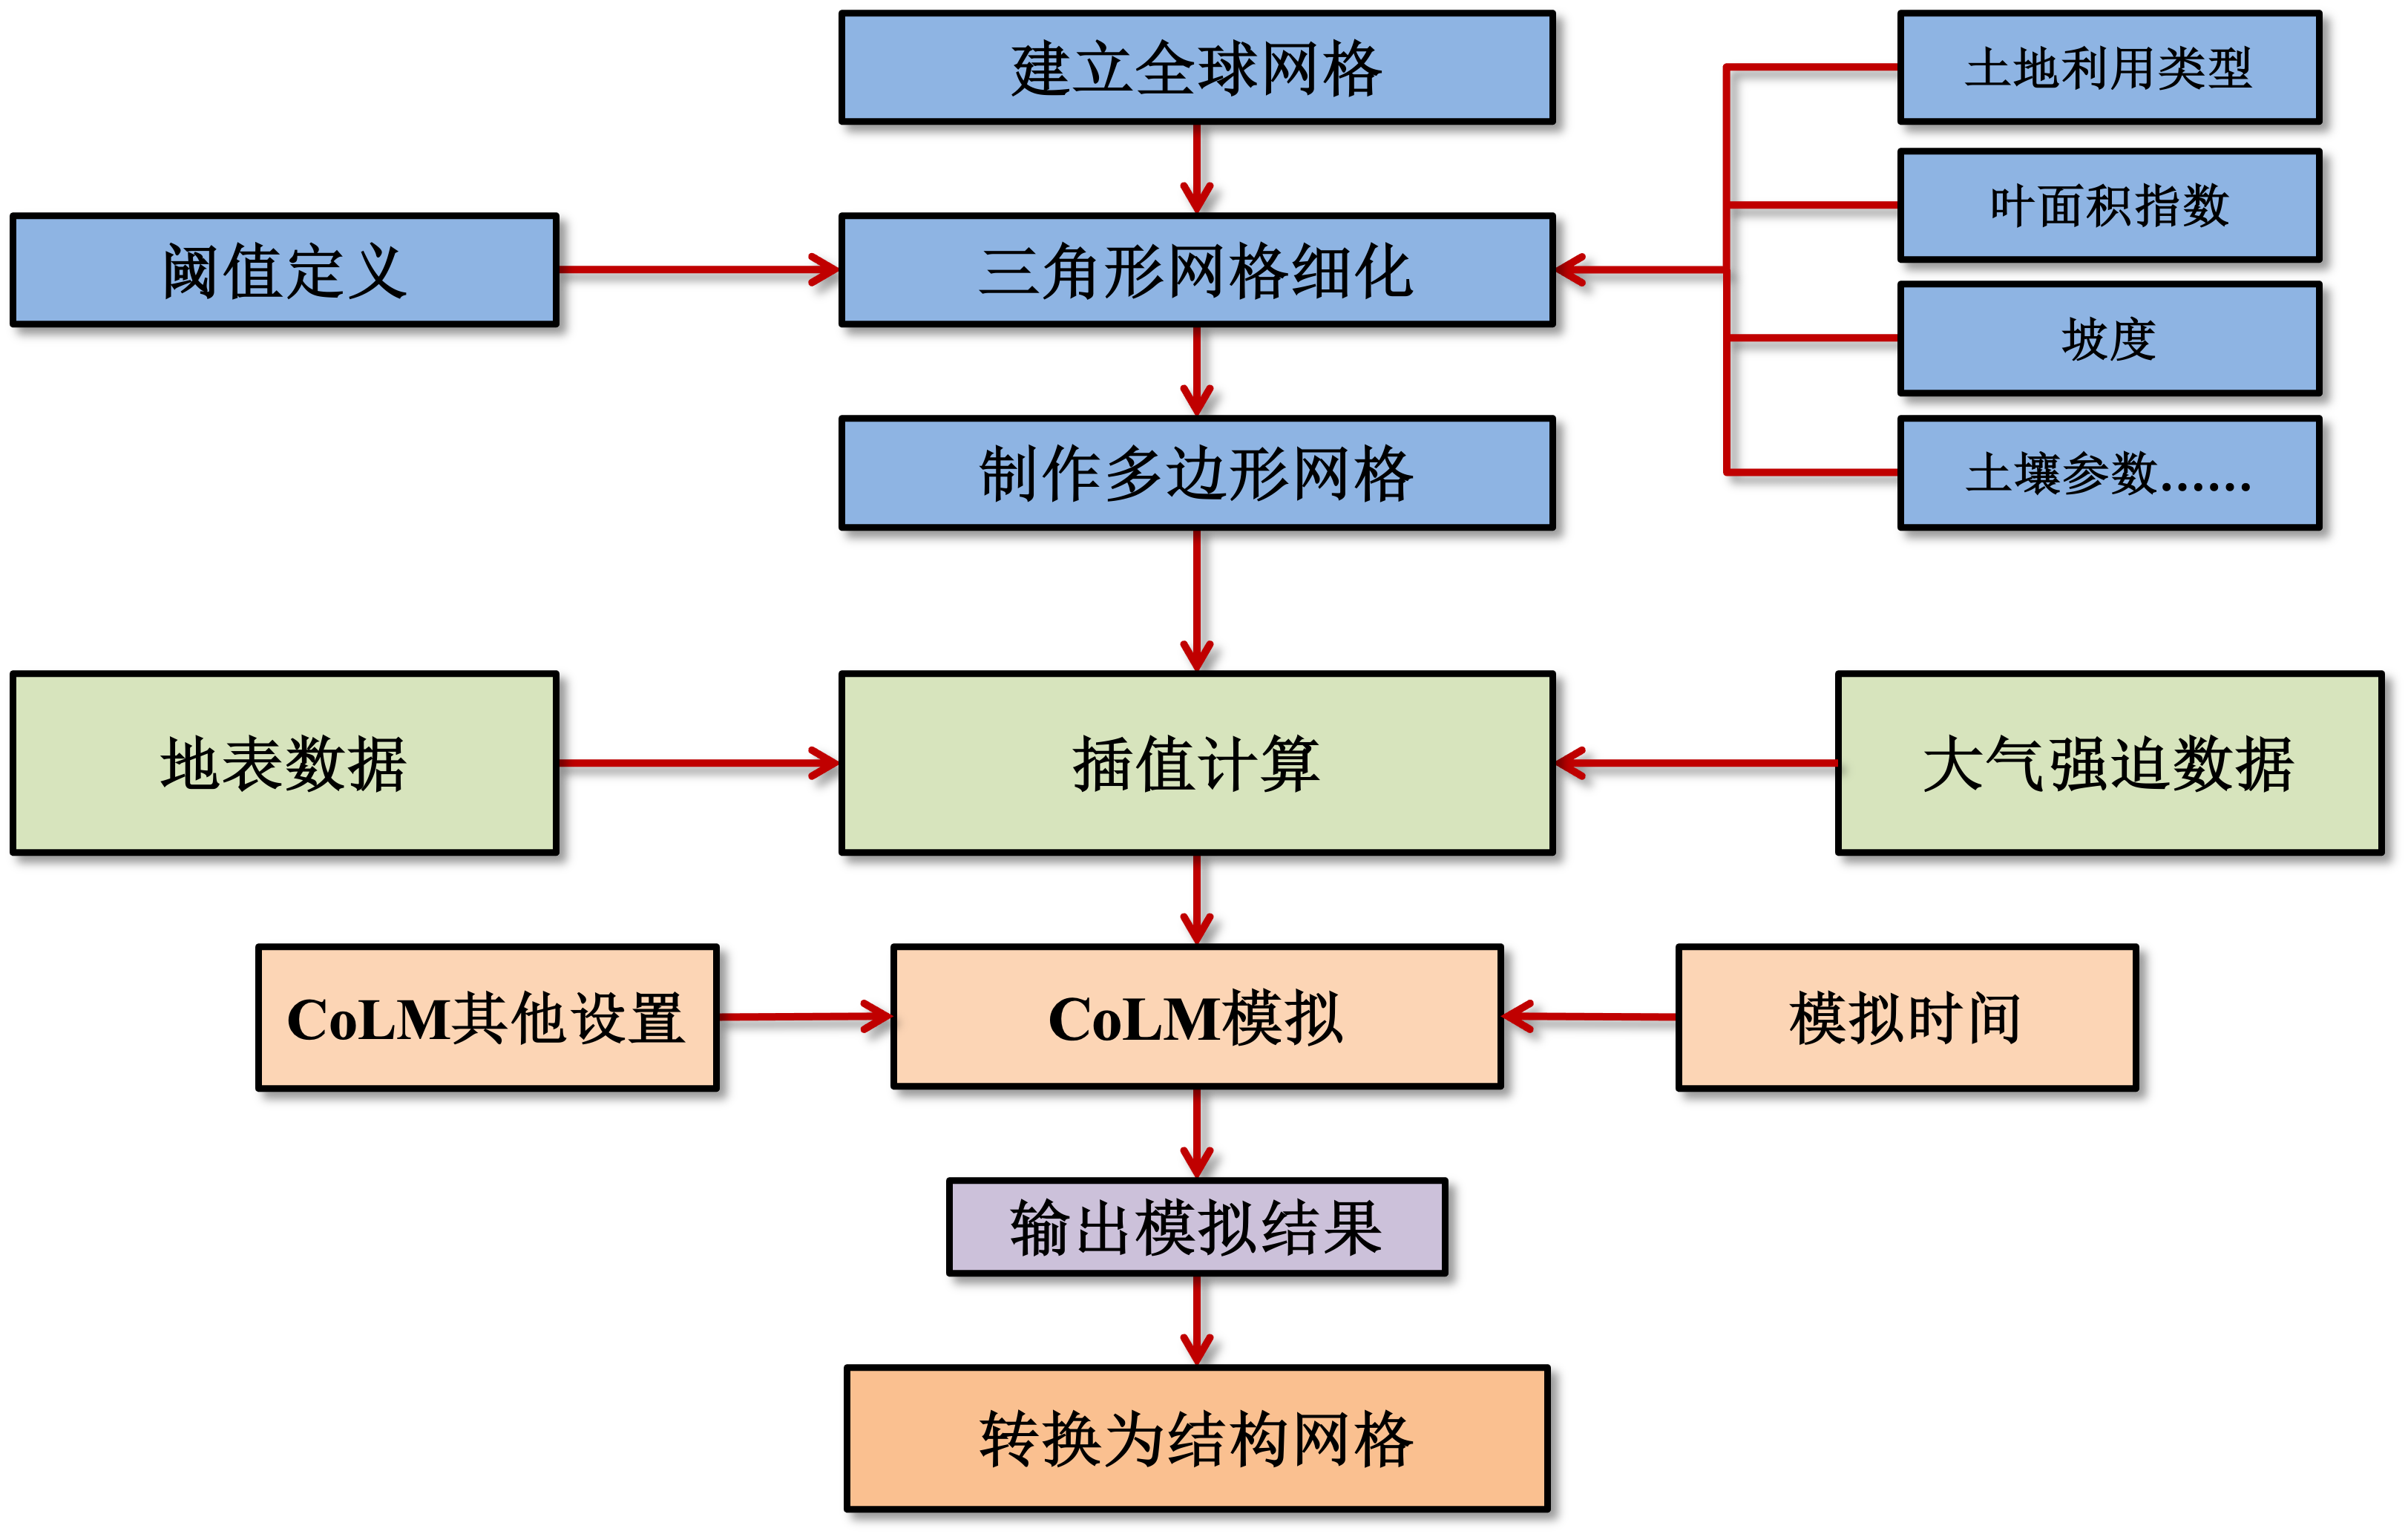 建立全球网格
土地利用类型
叶面积指数
阈值定义
三角形网格细化
坡度
制作多边形网格
土壤参数……
地表数据
插值计算
大气强迫数据
CoLM其他设置
CoLM模拟
模拟时间
输出模拟结果
转换为结构网格